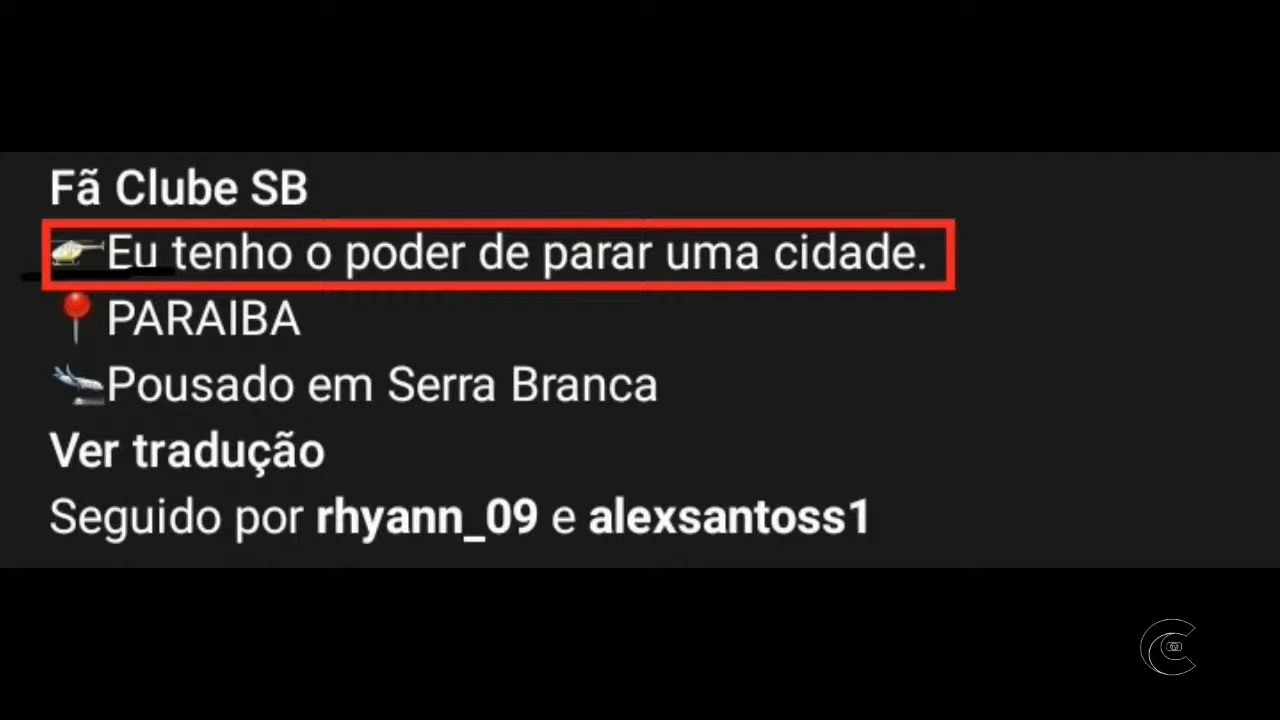 Fã Clube SB
🚁Eu tenho o poder de parar uma cidade.
📍PARAIBA
🛬Pousado em Serra Branca
Ver tradução
Seguido por rhyann_09 e alexsantoss1